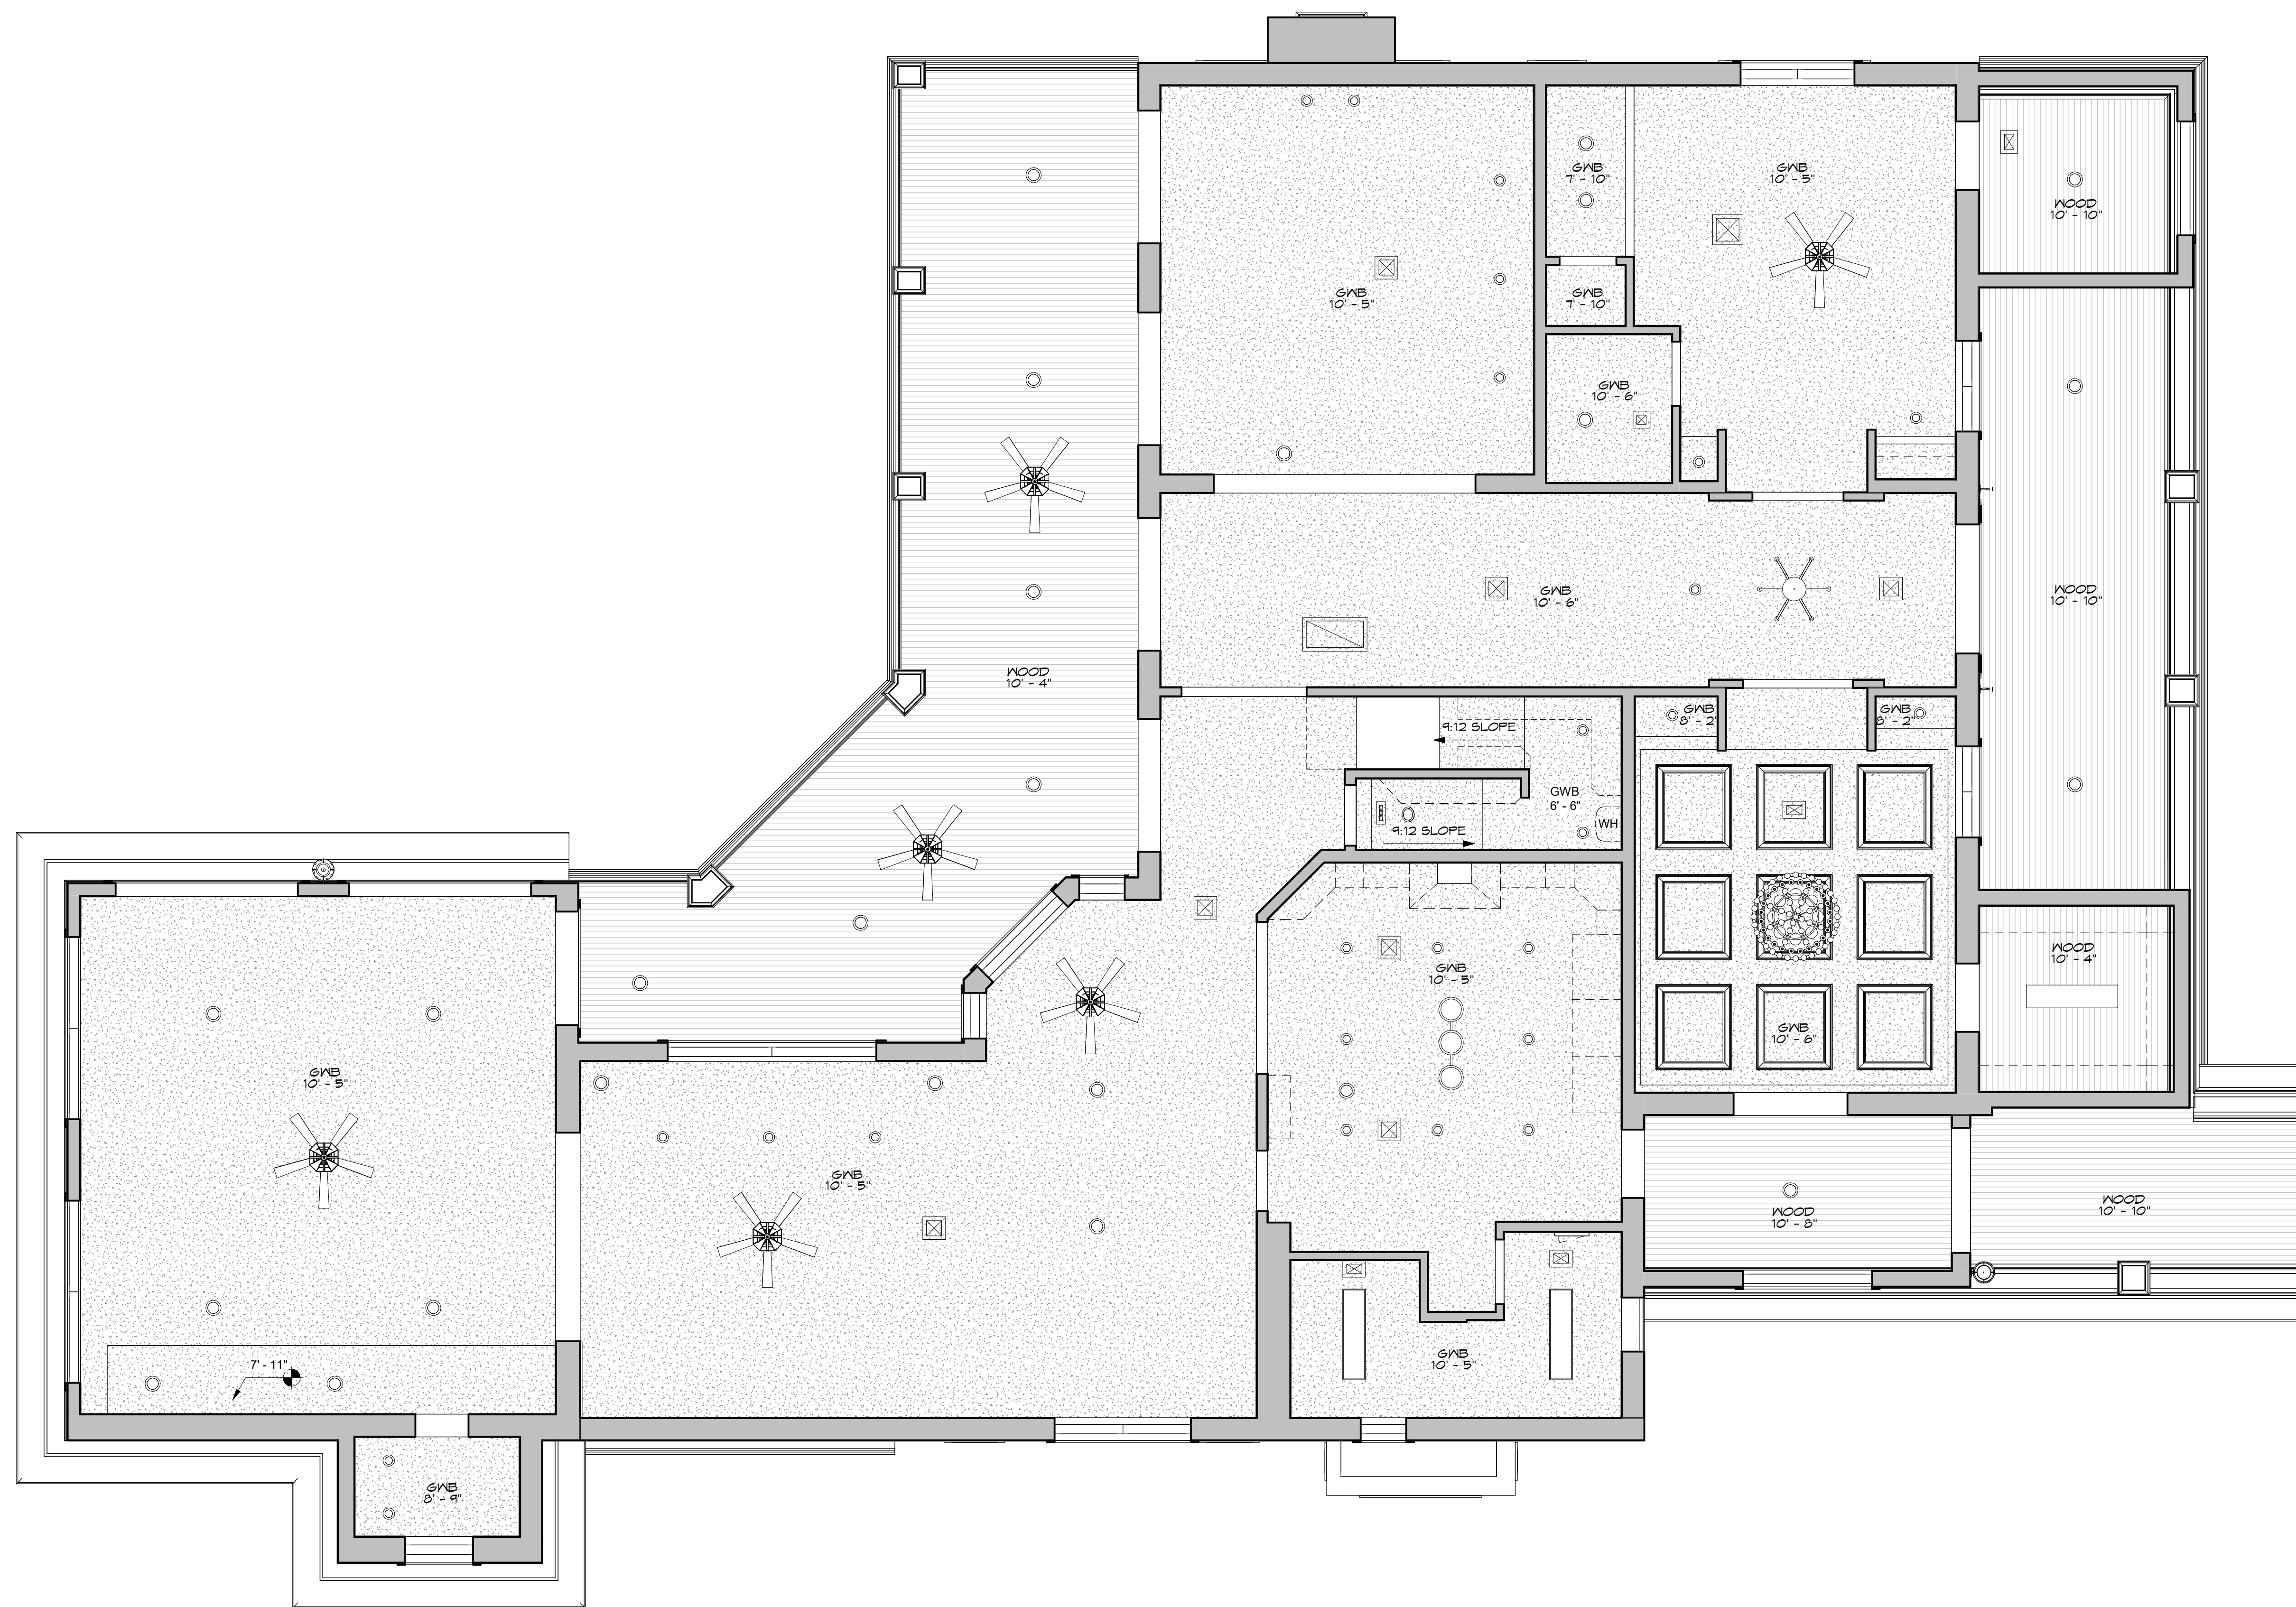 GWB
7' - 10"
GWB
10' - 5"
WOOD
10' - 10"
GWB
10' - 5"
GWB
7' - 10"
GWB
10' - 6"
GWB
10' - 6"
WOOD
10' - 10"
WOOD
10' - 4"
GWB
8' - 2"
GWB
8' - 2"
9:12 SLOPE
GWB
6' - 6"
WH
9:12 SLOPE
WOOD
10' - 4"
GWB
10' - 5"
GWB
10' - 6"
GWB
10' - 5"
GWB
10' - 5"
WOOD
10' - 8"
WOOD
10' - 10"
GWB
10' - 5"
7' - 11"
GWB
8' - 9"